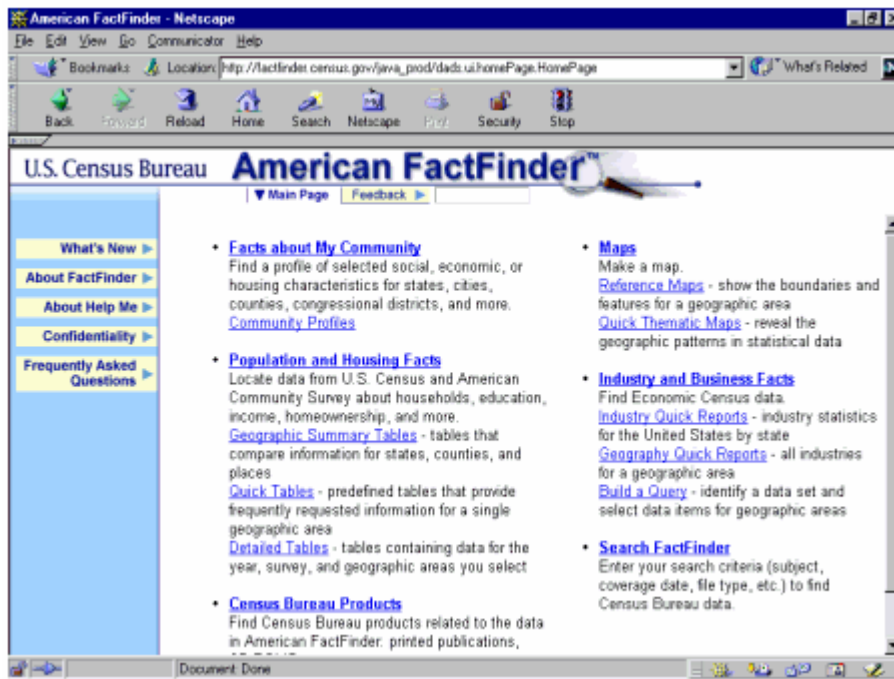 American FactFinder - Netscape
File Edit View Go Communicator Help
Bookmarks Location: http://factfinder.census.gov/java_prod/dads.ui.homePage.HomePage What's Related
Back Forward Reload Home Search Netscape Print Security Stop
U.S. Census Bureau American FactFinder™
Main Page Feedback
What's New
About FactFinder
About Help Me
Confidentiality
Frequently Asked
Questions
• Facts about My Community
Find a profile of selected social, economic, or
housing characteristics for states, cities,
counties, congressional districts, and more.
Community Profiles
• Population and Housing Facts
Locate data from U.S. Census and American
Community Survey about households, education,
income, homeownership, and more.
Geographic Summary Tables - tables that
compare information for states, counties, and
places
Quick Tables - predefined tables that provide
frequently requested information for a single
geographic area
Detailed Tables - tables containing data for the
year, survey, and geographic areas you select
• Census Bureau Products
Find Census Bureau products related to the data
in American FactFinder: printed publications,
• Maps
Make a map.
Reference Maps - show the boundaries and
features for a geographic area
Quick Thematic Maps - reveal the
geographic patterns in statistical data
• Industry and Business Facts
Find Economic Census data.
Industry Quick Reports - industry statistics
for the United States by state
Geography Quick Reports - all industries
for a geographic area
Build a Query - identify a data set and
select data items for geographic areas
• Search FactFinder
Enter your search criteria (subject,
coverage date, file type, etc.) to find
Census Bureau data.
Document: Done